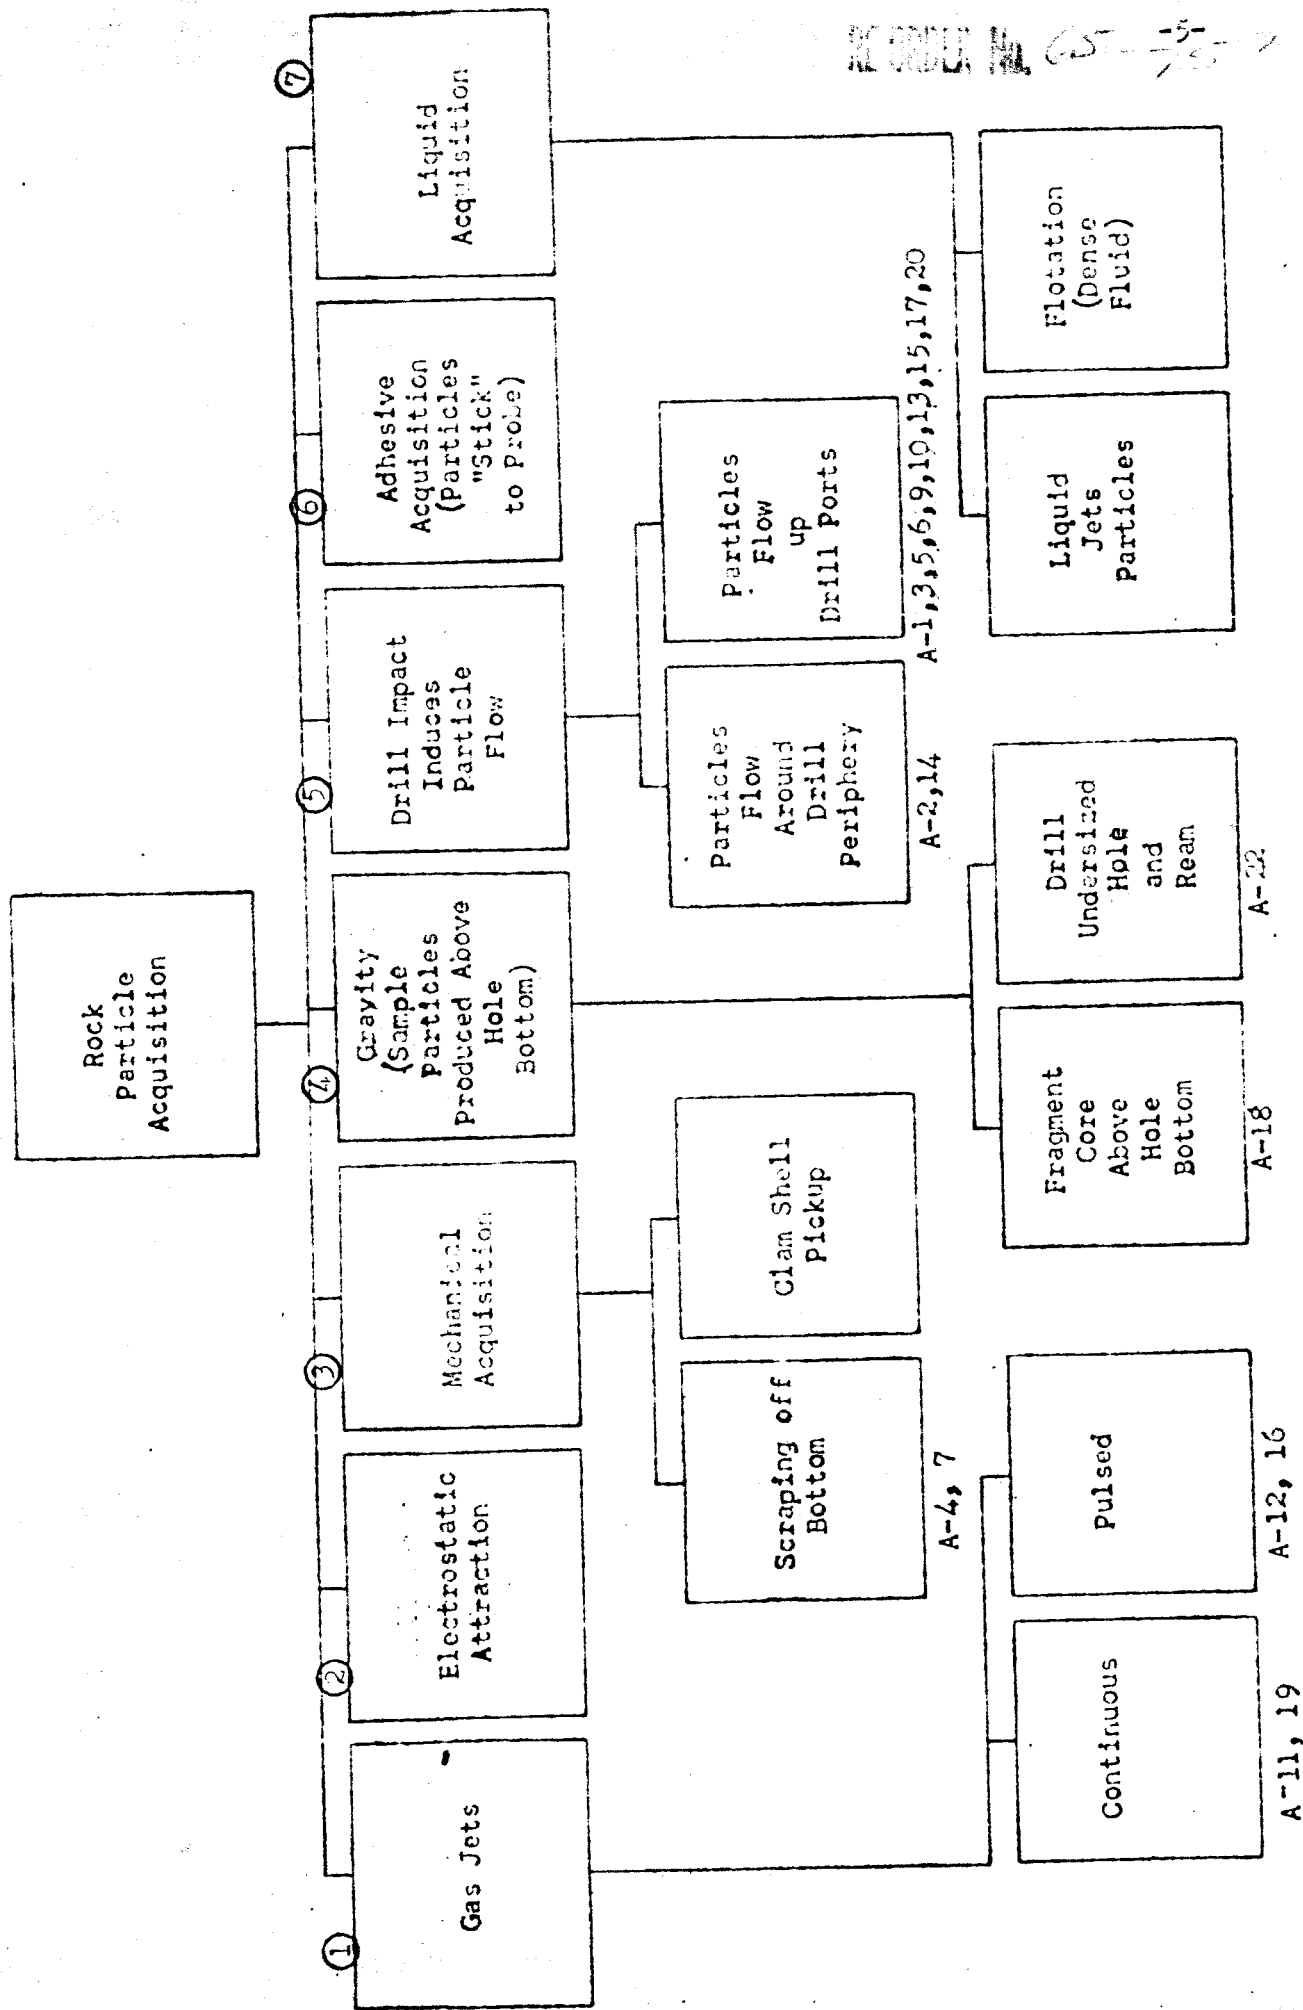 Rock
Particle
Acquisition
1
Gas Jets
2
Electrostatic
Attraction
3
Mechanical
Acquisition
4
Gravity
(Sample
Particles
Produced Above
Hole
Bottom)
5
Drill Impact
Induces
Particle
Flow
6
Adhesive
Acquisition
(Particles
"Stick"
to Probe)
7
Liquid
Acquisition
Scraping off
Bottom
A-4, 7
Clam Shell
Pickup
Particles
Flow
Around
Drill
Periphery
A-2,14
Particles
Flow
up
Drill Ports
A-1,3,5,6,9,10,13,15,17,20
Continuous
A-11, 19
Pulsed
A-12, 16
Fragment
Core
Above
Hole
Bottom
A-18
Drill
Undersized
Hole
and
Ream
A-22
Liquid
Jets
Particles
Flotation
(Dense
Fluid)
-5-
No. 65-